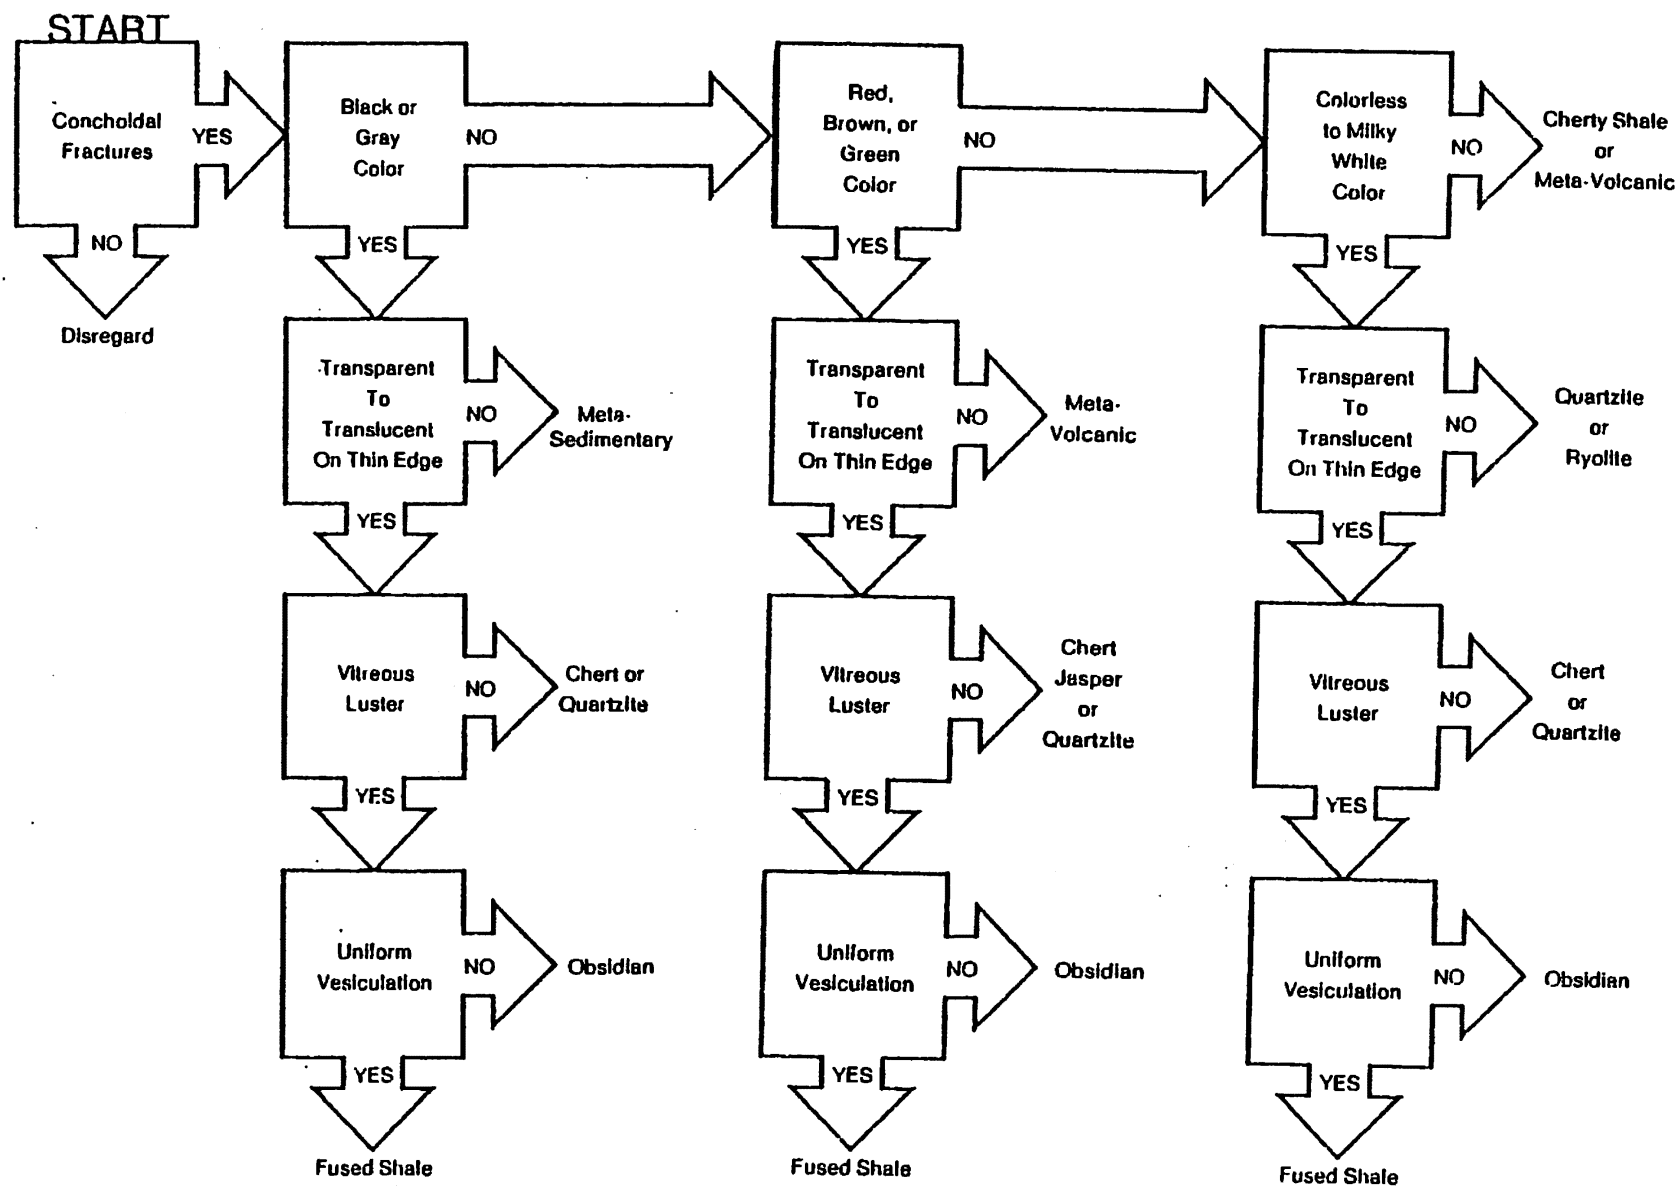 START
Conchoidal
Fractures
YES
NO
Disregard
Black or
Gray
Color
NO
YES
Transparent
To
Translucent
On Thin Edge
NO
Meta-
Sedimentary
YES
Vitreous
Luster
NO
Chert or
Quartzite
YES
Uniform
Vesiculation
NO
Obsidian
YES
Fused Shale
Red,
Brown, or
Green
Color
NO
YES
Transparent
To
Translucent
On Thin Edge
NO
Meta-
Volcanic
YES
Vitreous
Luster
NO
Chert
Jasper
or
Quartzite
YES
Uniform
Vesiculation
NO
Obsidian
YES
Fused Shale
Colorless
to Milky
White
Color
NO
Cherty Shale
or
Meta-Volcanic
YES
Transparent
To
Translucent
On Thin Edge
NO
Quartzite
or
Ryolite
YES
Vitreous
Luster
NO
Chert
or
Quartzite
YES
Uniform
Vesiculation
NO
Obsidian
YES
Fused Shale